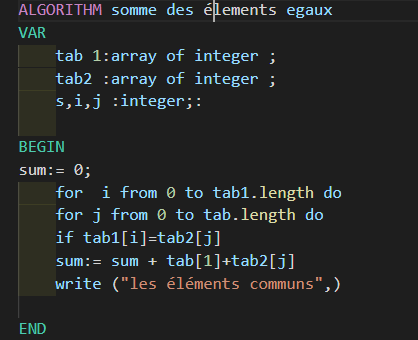 ALGORITHM somme des élements egaux
VAR
tab 1:array of integer ;
tab2 :array of integer ;
s,i,j :integer;:
BEGIN
sum:= 0;
for  i from 0 to tab1.length do
for j from 0 to tab.length do
if tab1[i]=tab2[j]
sum:= sum + tab[1]+tab2[j]
write ("les éléments communs",)
END